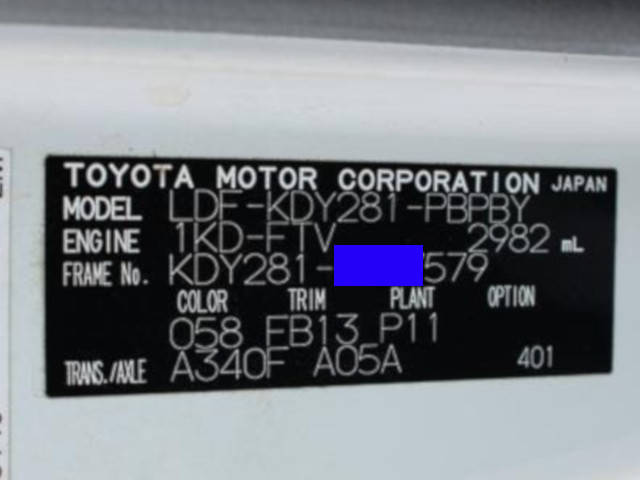 TOYOTA MOTOR CORPORATION JAPAN
MODEL LDF-KDY281-PBPBY
ENGINE 1KD-FTV 2982 mL
FRAME No. KDY281- 579
COLOR TRIM PLANT OPTION
058 FB13 P11
TRANS./AXLE A340F A05A 401